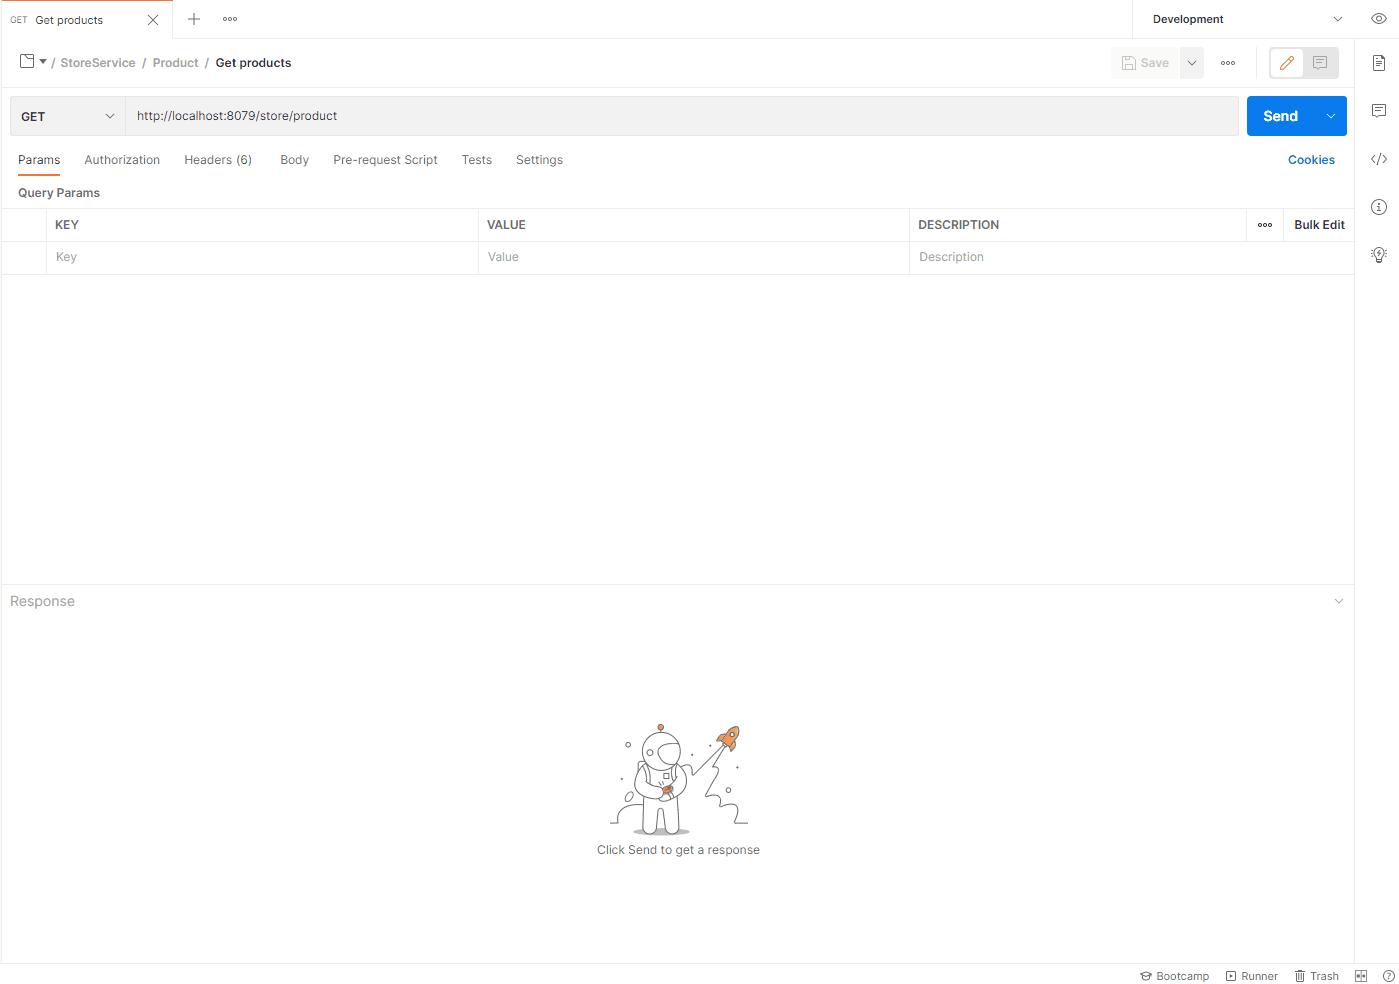 GET Get products
Development
/ StoreService / Product / Get products
Save
GET http://localhost:8079/store/product
Send
Params Authorization Headers (6) Body Pre-request Script Tests Settings Cookies
Query Params
KEY VALUE DESCRIPTION Bulk Edit
Key Value Description
Response
Click Send to get a response
Bootcamp Runner Trash